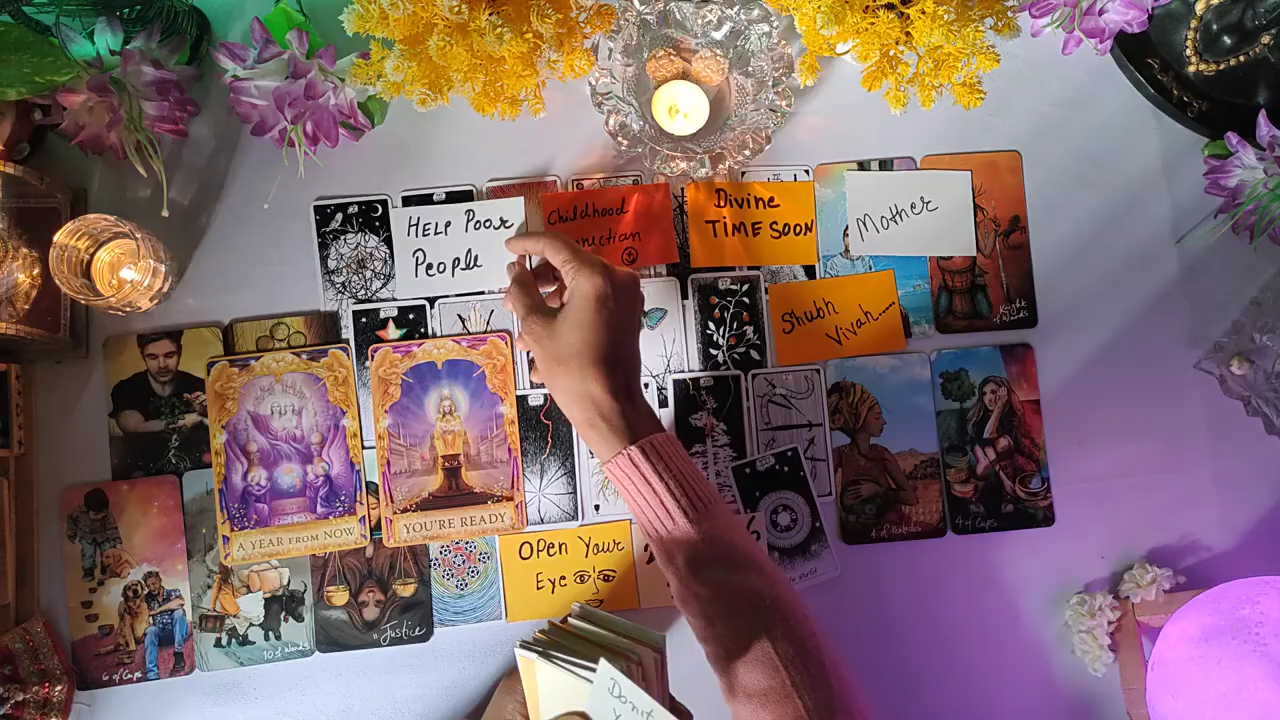 HELP Poor
People
Childhood
Divine
TIME SOON
Mother
Knight
of Wands
Shubh
Vivah.....
A YEAR FROM NOW
YOU'RE READY
4 of Pentacles
4 of Cups
OPEN YOUR
EYE
6 of Cups
10 of Wands
Justice